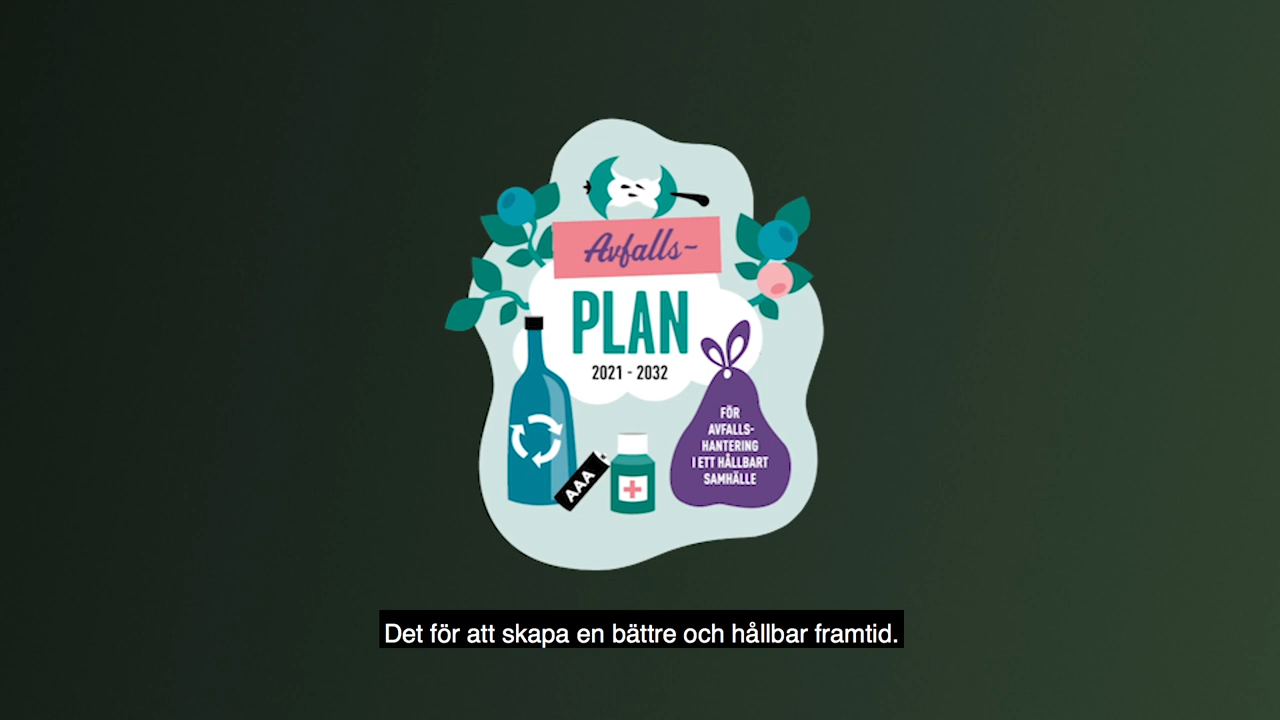 Avfalls-
PLAN
2021 - 2032
FÖR
AVFALLS-
HANTERING
I ETT HÅLLBART
SAMHÄLLE
AAA
Det för att skapa en bättre och hållbar framtid.